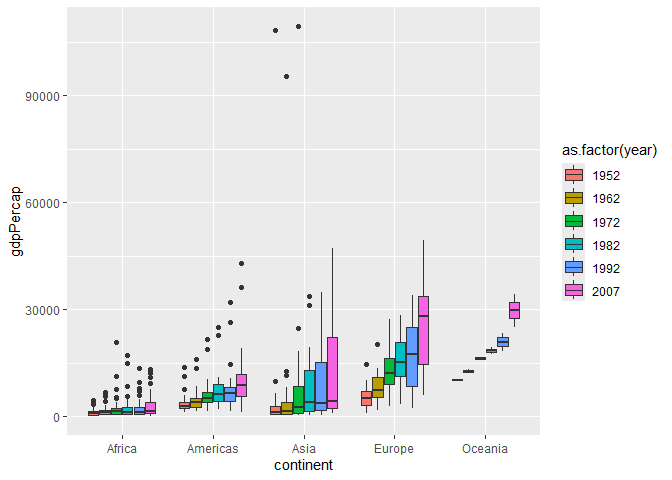 90000
60000
30000
0
gdpPercap
Africa Americas Asia Europe Oceania
continent
as.factor(year)
1952
1962
1972
1982
1992
2007